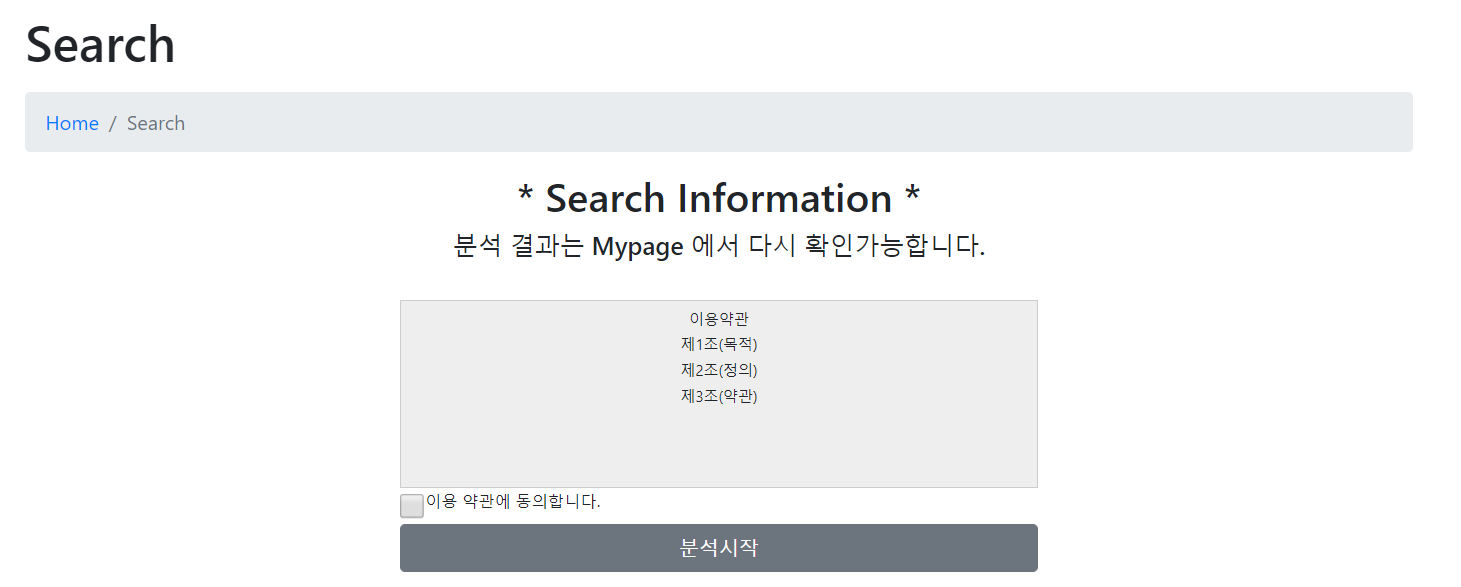 Search
Home / Search
* Search Information *
분석 결과는 Mypage 에서 다시 확인가능합니다.
이용약관
제1조(목적)
제2조(정의)
제3조(약관)
이용 약관에 동의합니다.
분석시작